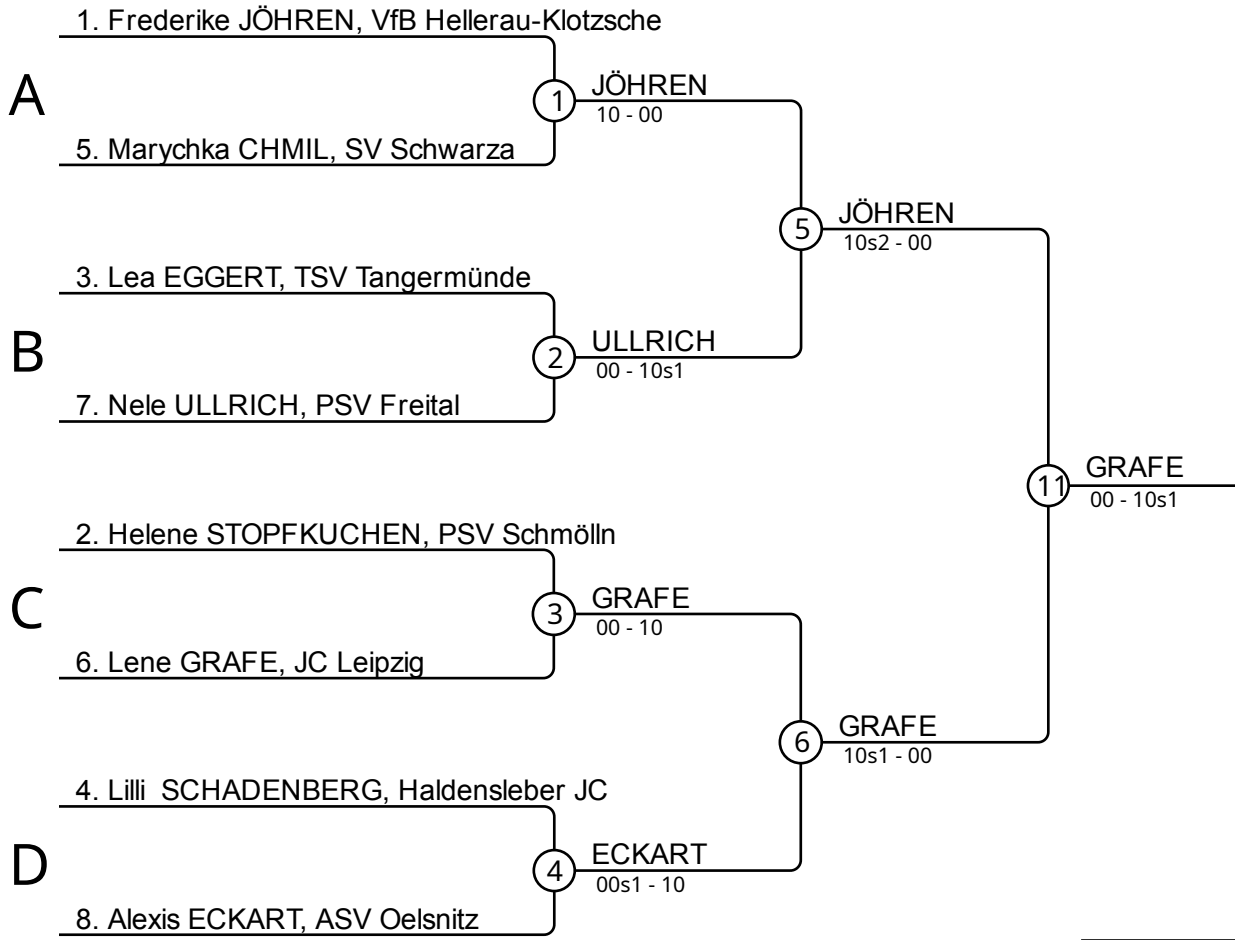 1. Frederike JÖHREN, VfB Hellerau-Klotzsche
A
1
JÖHREN
10 - 00
5. Marychka CHMIL, SV Schwarza
5
JÖHREN
10s2 - 00
3. Lea EGGERT, TSV Tangermünde
B
2
ULLRICH
00 - 10s1
7. Nele ULLRICH, PSV Freital
11
GRAFE
00 - 10s1
2. Helene STOPFKUCHEN, PSV Schmölln
C
3
GRAFE
00 - 10
6. Lene GRAFE, JC Leipzig
6
GRAFE
10s1 - 00
4. Lilli  SCHADENBERG, Haldensleber JC
D
4
ECKART
00s1 - 10
8. Alexis ECKART, ASV Oelsnitz